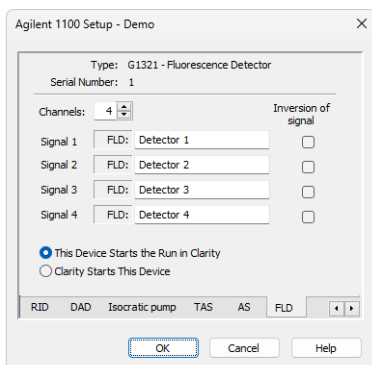 Agilent 1100 Setup - Demo
Type: G1321 - Fluorescence Detector
Serial Number: 1
Channels: 4
Inversion of signal
Signal 1 FLD: Detector 1
Signal 2 FLD: Detector 2
Signal 3 FLD: Detector 3
Signal 4 FLD: Detector 4
This Device Starts the Run in Clarity
Clarity Starts This Device
RID DAD Isocratic pump TAS AS FLD
OK Cancel Help